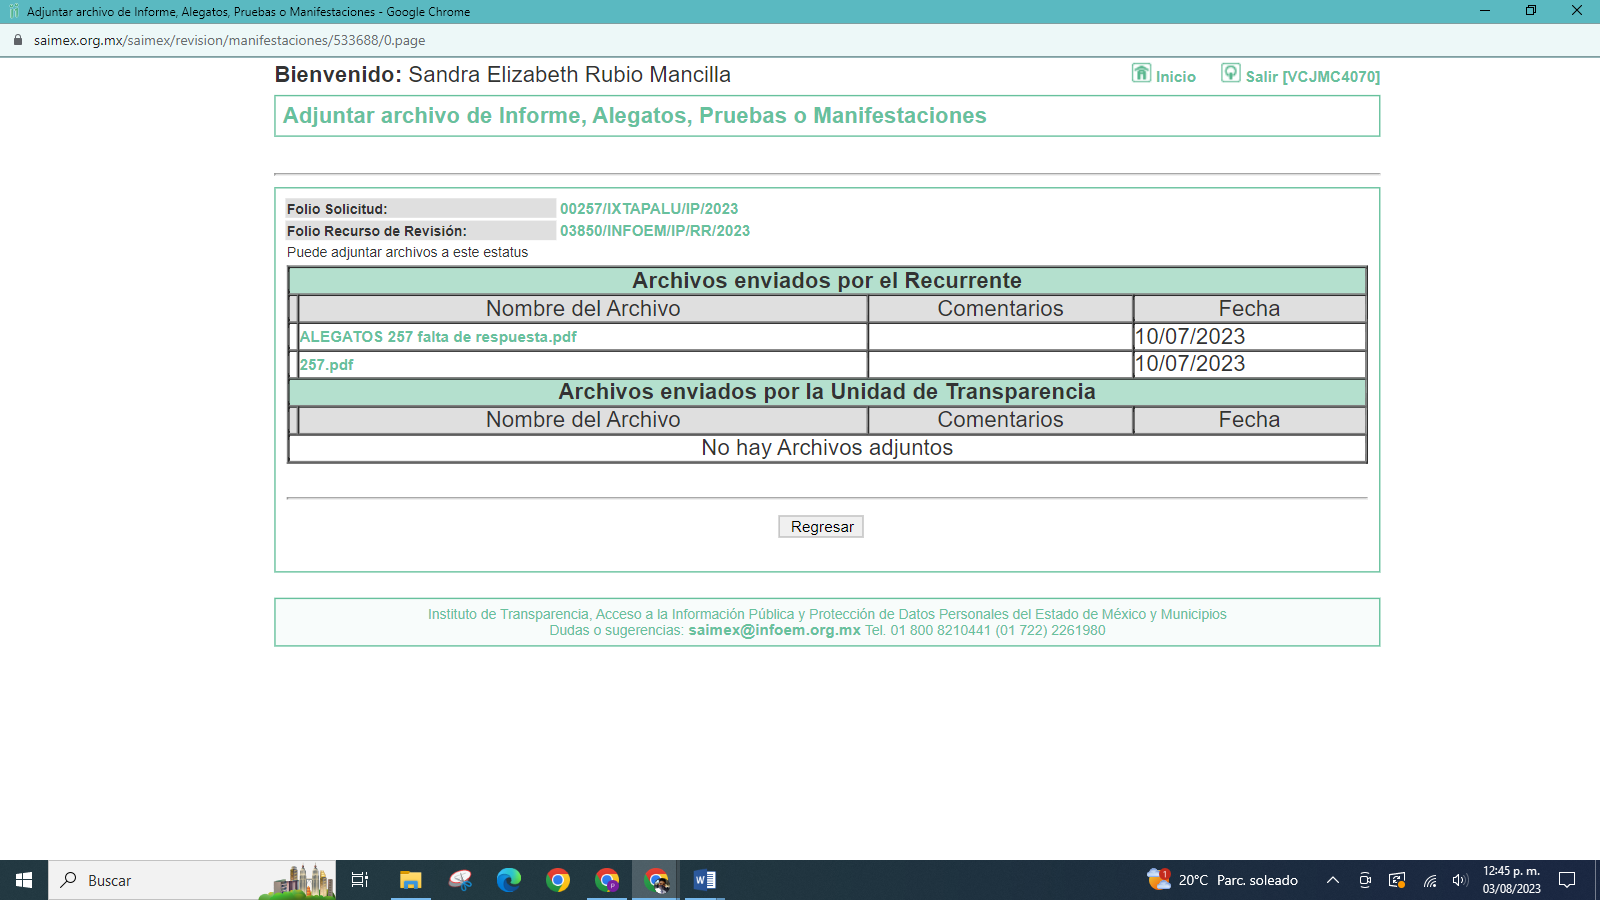 Adjuntar archivo de Informe, Alegatos, Pruebas o Manifestaciones - Google Chrome
saimex.org.mx/saimex/revision/manifestaciones/533688/0.page
Bienvenido: Sandra Elizabeth Rubio Mancilla
Inicio
Salir [VCJMC4070]
Adjuntar archivo de Informe, Alegatos, Pruebas o Manifestaciones
Folio Solicitud: 00257/IXTAPALU/IP/2023
Folio Recurso de Revisión: 03850/INFOEM/IP/RR/2023
Puede adjuntar archivos a este estatus
Archivos enviados por el Recurrente
Nombre del Archivo Comentarios Fecha
ALEGATOS 257 falta de respuesta.pdf 10/07/2023
257.pdf 10/07/2023
Archivos enviados por la Unidad de Transparencia
Nombre del Archivo Comentarios Fecha
No hay Archivos adjuntos
Regresar
Instituto de Transparencia, Acceso a la Información Pública y Protección de Datos Personales del Estado de México y Municipios
Dudas o sugerencias: saimex@infoem.org.mx Tel. 01 800 8210441 (01 722) 2261980
Buscar
1
20°C Parc. soleado
12:45 p. m.
03/08/2023